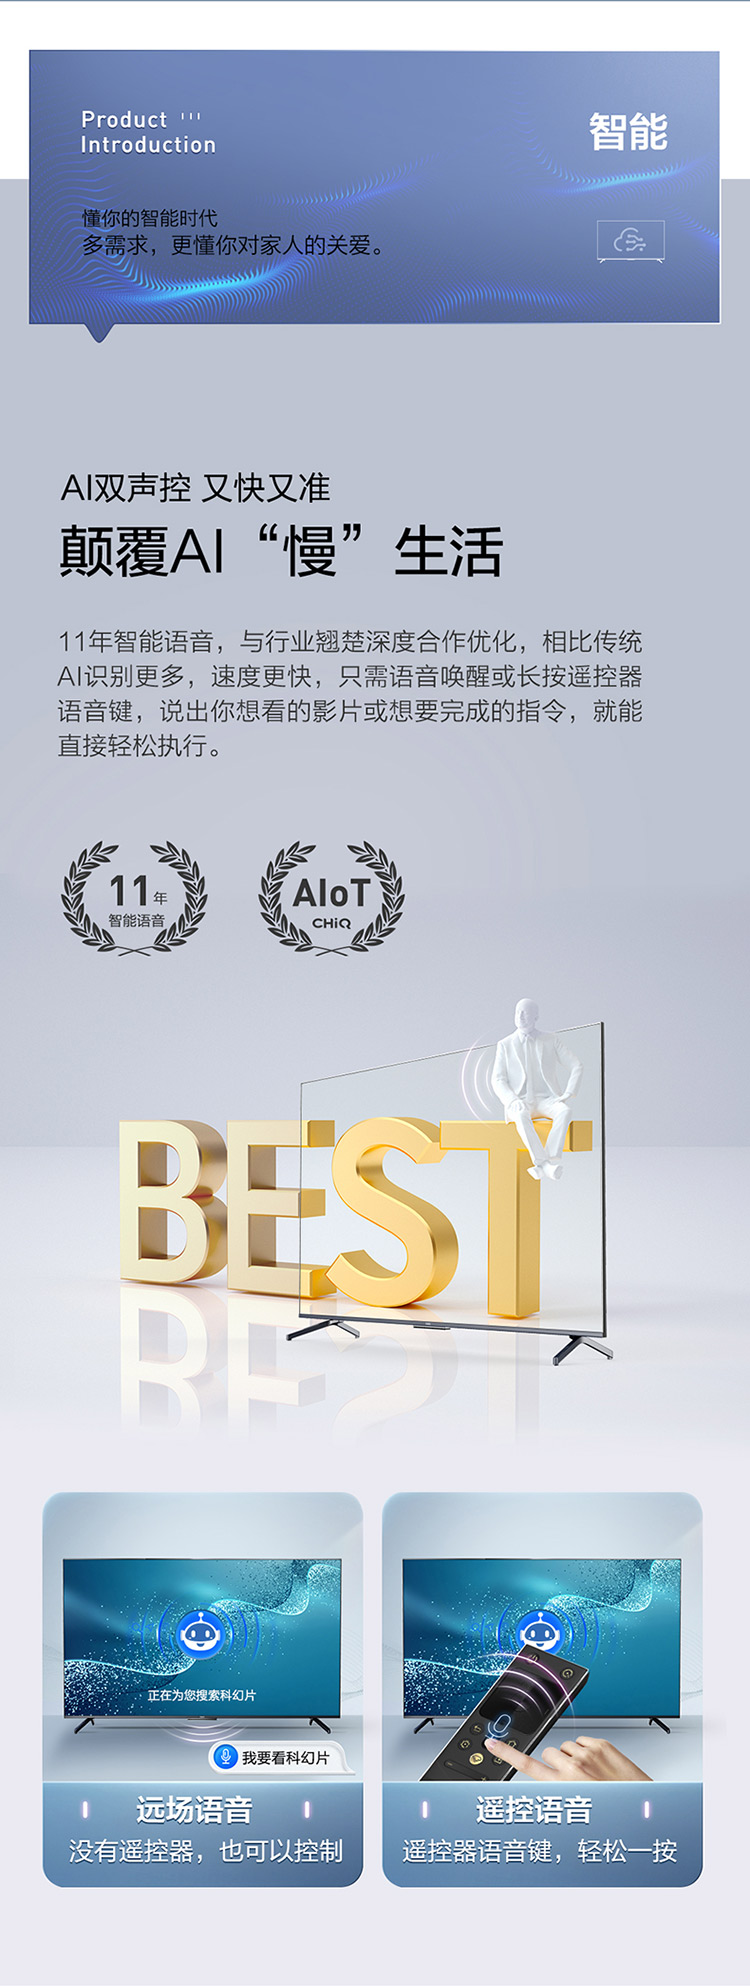 Product
Introduction
智能
懂你的智能时代
多需求，更懂你对家人的关爱。
AI双声控 又快又准
颠覆AI“慢”生活
11年智能语音，与行业翘楚深度合作优化，相比传统
AI识别更多，速度更快，只需语音唤醒或长按遥控器
语音键，说出你想看的影片或想要完成的指令，就能
直接轻松执行。
11年
智能语音
AIoT
CHiQ
BEST
正在为您搜索科幻片
我要看科幻片
远场语音
没有遥控器，也可以控制
遥控语音
遥控器语音键，轻松一按